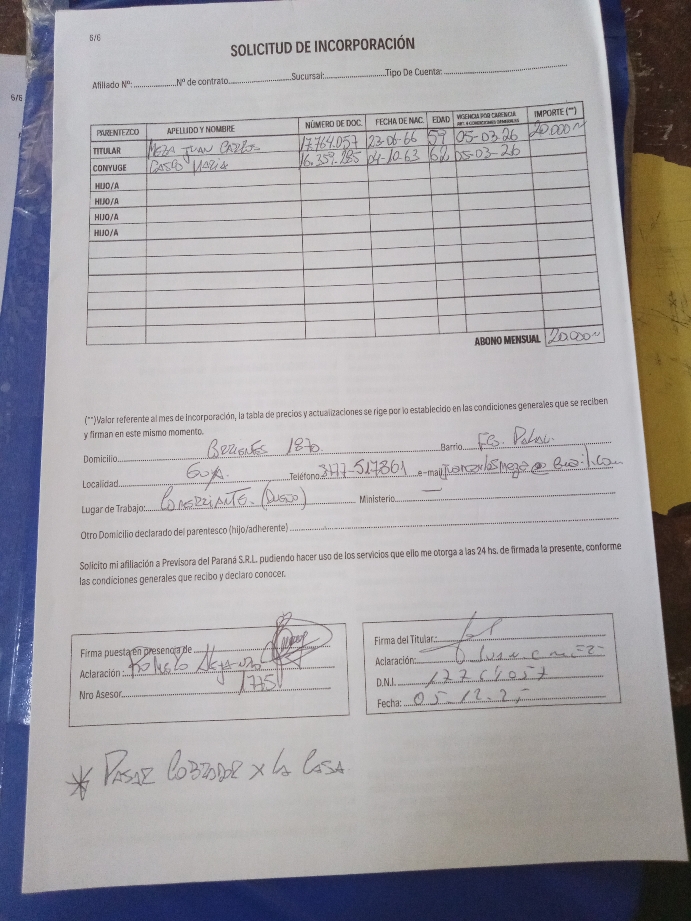 5/6
SOLICITUD DE INCORPORACIÓN
Afiliado Nº: Nº de contrato Sucursal: Tipo De Cuenta:
6/6
PARENTEZCO APELLIDO Y NOMBRE NÚMERO DE DOC. FECHA DE NAC. EDAD VIGENCIA POR CARENCIA IMPORTE (**)
TITULAR MEZA JUAN CARLOS 17.764.057 23-06-66 59 05-03-26 20.000
CONYUGE MARIA 16.359.285 04-10-63 62 05-03-26
HIJO/A
HIJO/A
HIJO/A
HIJO/A
ABONO MENSUAL 20.000
(**)Valor referente al mes de incorporación, la tabla de precios y actualizaciones se rige por lo establecido en las condiciones generales que se reciben
y firman en este mismo momento.
Domicilio 1870 Barrio
Localidad GOYA Teléfono 3777-517861 e-mail
Lugar de Trabajo: COMERCIANTE Ministerio —
Otro Domicilio declarado del parentesco (hijo/adherente)
Solicito mi afiliación a Previsora del Paraná S.R.L. pudiendo hacer uso de los servicios que ello me otorga a las 24 hs. de firmada la presente, conforme
las condiciones generales que recibo y declaro conocer.
Firma puesta en presencia de
Aclaración:
Nro Asesor 1775
Firma del Titular:
Aclaración:
D.N.I. 17764057
Fecha: 05.12.25
* PASAR COBRADOR X LA CASA